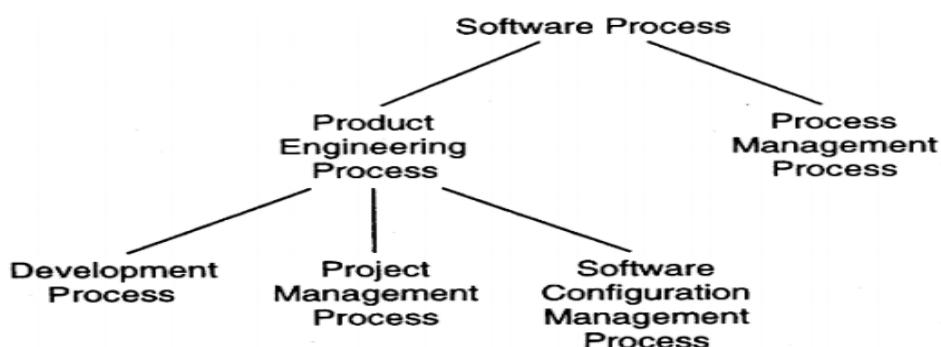 Software Process
Product
Engineering
Process
Process
Management
Process
Development
Process
Project
Management
Process
Software
Configuration
Management
Process